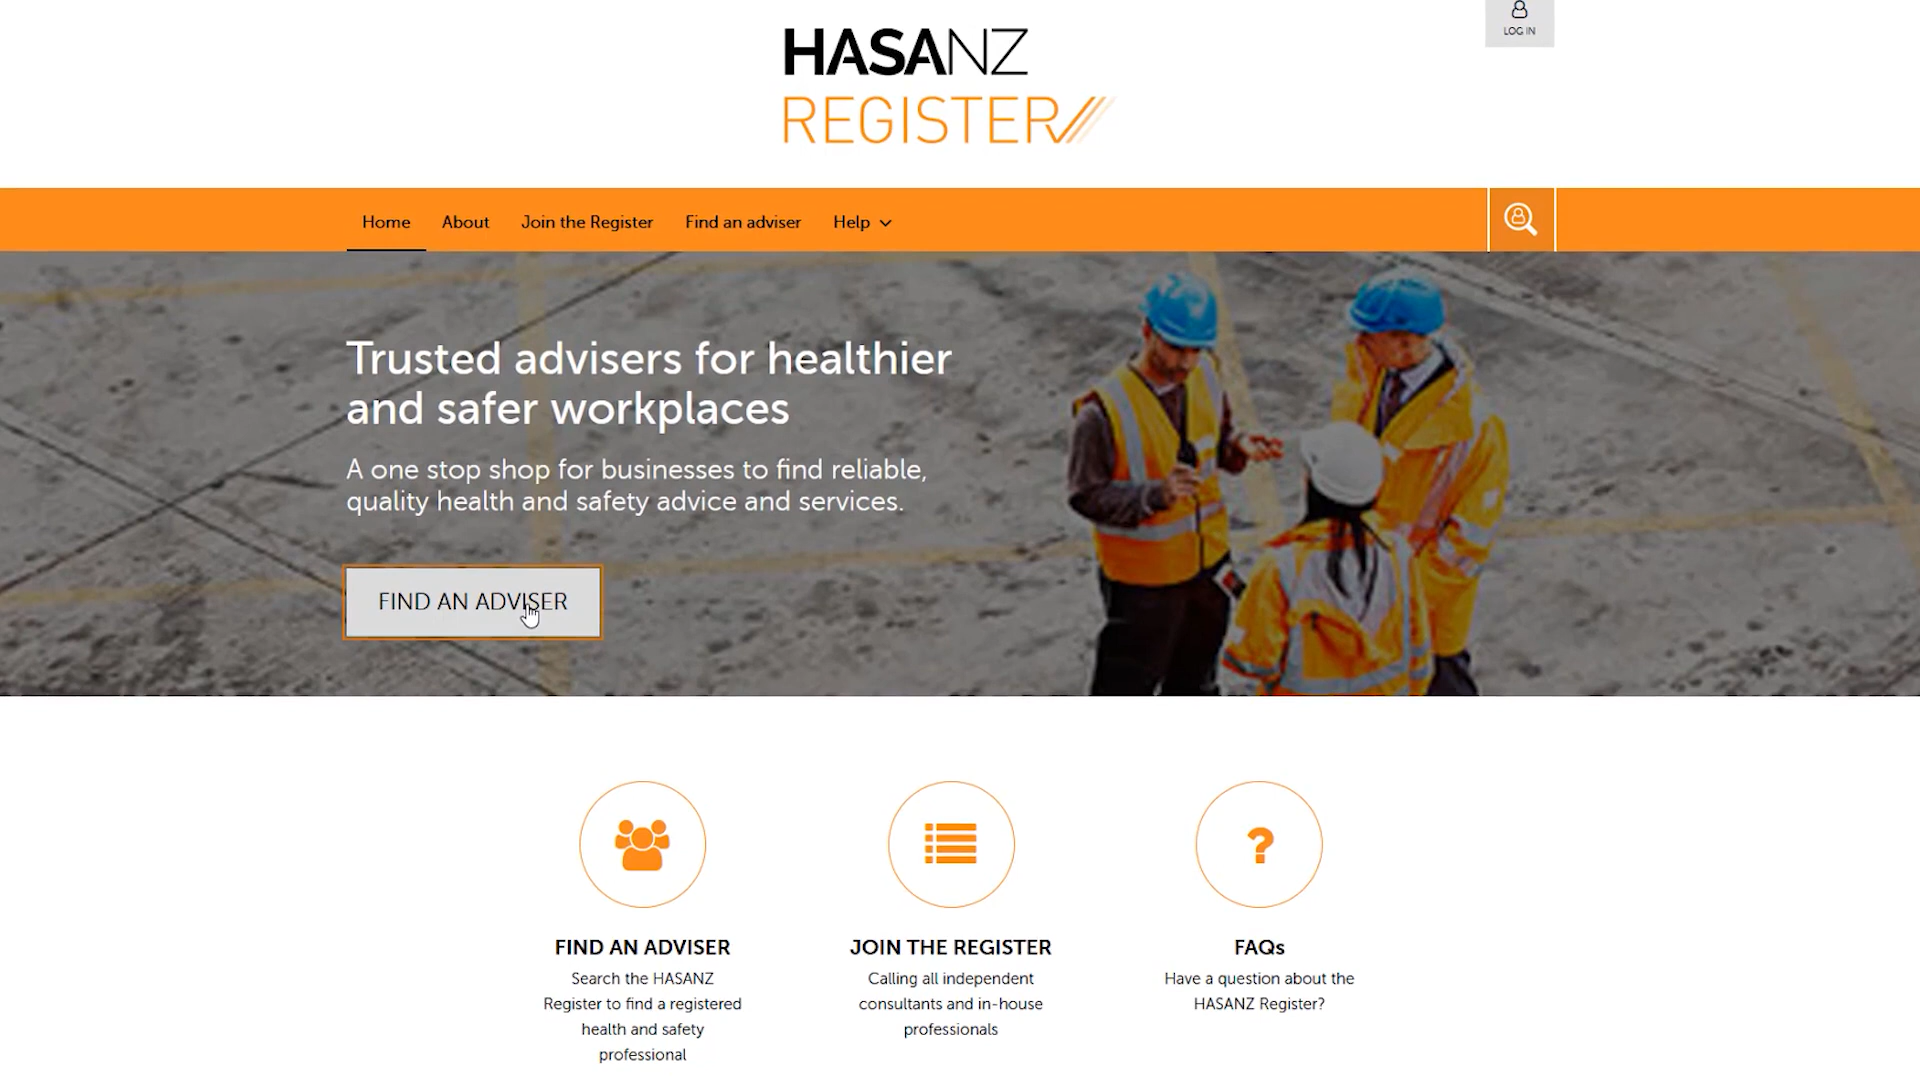 HASANZ
REGISTER
LOG IN
Home
About
Join the Register
Find an adviser
Help
Trusted advisers for healthier
and safer workplaces
A one stop shop for businesses to find reliable,
quality health and safety advice and services.
FIND AN ADVISER
FIND AN ADVISER
Search the HASANZ
Register to find a registered
health and safety
professional
JOIN THE REGISTER
Calling all independent
consultants and in-house
professionals
?
FAQs
Have a question about the
HASANZ Register?